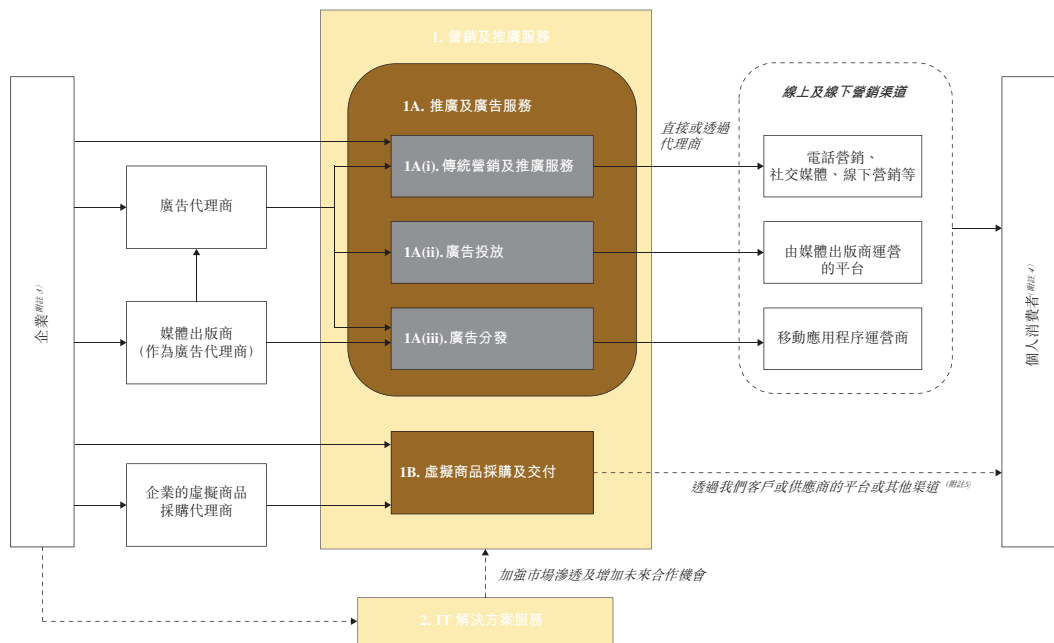 1. 營銷及推廣服務
1A. 推廣及廣告服務
線上及線下營銷渠道
直接或透過
代理商
1A(i). 傳統營銷及推廣服務
電話營銷、
社交媒體、線下營銷等
廣告代理商
1A(ii). 廣告投放
由媒體出版商運營
的平台
企業(附註3)
個人消費者(附註4)
媒體出版商
(作為廣告代理商)
1A(iii). 廣告分發
移動應用程序運營商
1B. 虛擬商品採購及交付
企業的虛擬商品
採購代理商
透過我們客戶或供應商的平台或其他渠道 (附註5)
加強市場滲透及增加未來合作機會
2. IT 解決方案服務